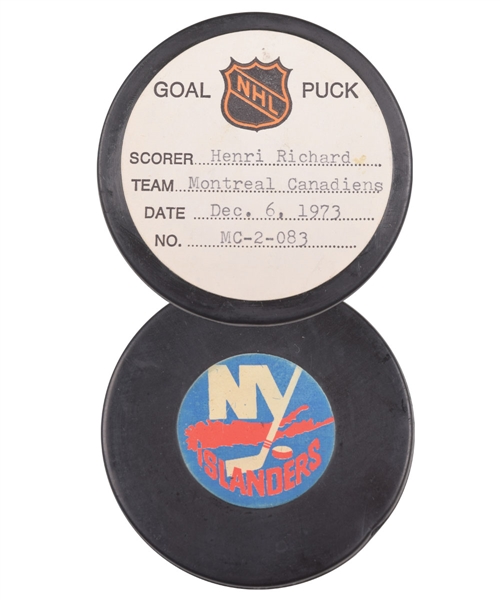 GOAL NHL PUCK
SCORER Henri Richard
TEAM Montreal Canadiens
DATE Dec. 6, 1973
NO. MC-2-083
NY
ISLANDERS